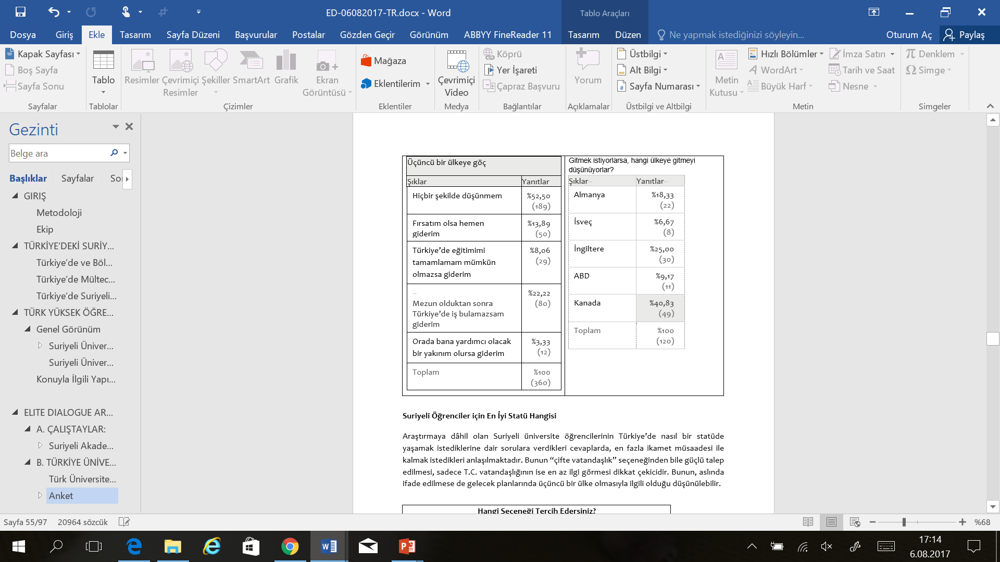 ED-06082017-TR.docx - Word
Tablo Araçları
Dosya
Giriş
Ekle
Tasarım
Sayfa Düzeni
Başvurular
Postalar
Gözden Geçir
Görünüm
ABBYY FineReader 11
Tasarım
Düzen
Ne yapmak istediğinizi söyleyin...
Oturum Aç
Paylaş
Kapak Sayfası
Boş Sayfa
Sayfa Sonu
Sayfalar
Tablo
Tablolar
Resimler
Çevrimiçi
Resimler
Şekiller
SmartArt
Grafik
Ekran
Görüntüsü
Çizimler
Mağaza
Eklentilerim
Eklentiler
Çevrimiçi
Video
Medya
Köprü
Yer İşareti
Çapraz Başvuru
Bağlantılar
Yorum
Açıklamalar
Üstbilgi
Alt Bilgi
# Sayfa Numarası
Üstbilgi ve Altbilgi
Metin
Kutusu
Hızlı Bölümler
WordArt
Büyük Harf
İmza Satırı
Tarih ve Saat
Nesne
Metin
π Denklem
Ω Simge
Simgeler
Gezinti
Belge ara
Başlıklar
Sayfalar
So
GIRIŞ
Metodoloji
Ekip
TÜRKİYE'DEKİ SURİY...
Türkiye'de ve Böl...
Türkiye'de Mültec...
Türkiye'de Suriyeli...
TÜRK YÜKSEK ÖĞRE...
Genel Görünüm
Suriyeli Üniver...
Suriyeli Üniver...
Konuyla İlgili Yapı...
ELITE DIALOGUE AR...
A. ÇALIŞTAYLAR:
Suriyeli Akade...
B. TÜRKİYE ÜNİVE...
Türk Üniversite...
Anket
Üçüncü bir ülkeye göç
Şıklar
Yanıtlar
Hiçbir şekilde düşünmem
%52,50
(189)
Fırsatım olsa hemen
giderim
%13,89
(50)
Türkiye'de eğitimimi
tamamlamam mümkün
olmazsa giderim
%8,06
(29)
–
Mezun olduktan sonra
Türkiye'de iş bulamazsam
giderim
%22,22
(80)
Orada bana yardımcı olacak
bir yakınım olursa giderim
%3,33
(12)
Toplam
%100
(360)
Gitmek istiyorlarsa, hangi ülkeye gitmeyi
düşünüyorlar?
Şıklar–
Yanıtlar–
Almanya
%18,33
(22)
İsveç
%6,67
(8)
İngiltere
%25,00
(30)
ABD
%9,17
(11)
Kanada
%40,83
(49)
Toplam
%100
(120)
Suriyeli Öğrenciler için En İyi Statü Hangisi
Araştırmaya dâhil olan Suriyeli üniversite öğrencilerinin Türkiye'de nasıl bir statüde
yaşamak istediklerine dair sorulara verdikleri cevaplarda, en fazla ikamet müsaadesi ile
kalmak istedikleri anlaşılmaktadır. Bunun "çifte vatandaşlık" seçeneğinden bile güçlü talep
edilmesi, sadece T.C. vatandaşlığının ise en az ilgi görmesi dikkat çekicidir. Bunun, aslında
ifade edilmese de gelecek planlarında üçüncü bir ülke olmasıyla ilgili olduğu düşünülebilir.
Hangi Seçeneği Tercih Edersiniz?
Sayfa 55/97
20964 sözcük
%68
17:14
6.08.2017